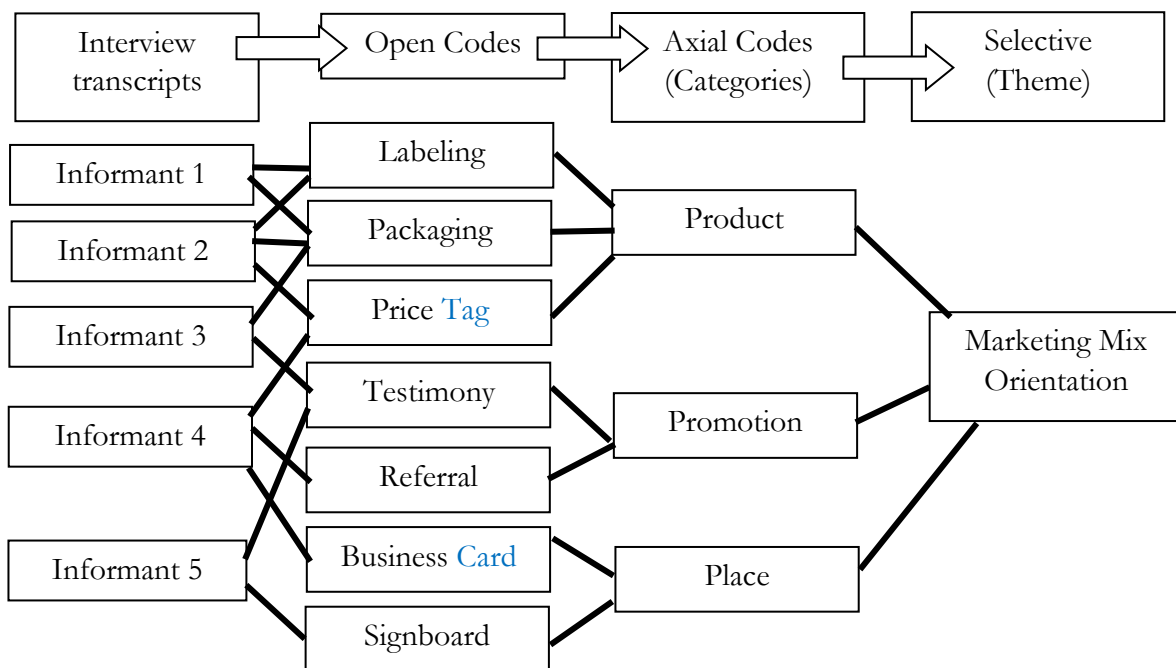 Interview
transcripts
Open Codes
Axial Codes
(Categories)
Selective
(Theme)
Informant 1
Informant 2
Informant 3
Informant 4
Informant 5
Labeling
Packaging
Price Tag
Testimony
Referral
Business Card
Signboard
Product
Promotion
Place
Marketing Mix
Orientation